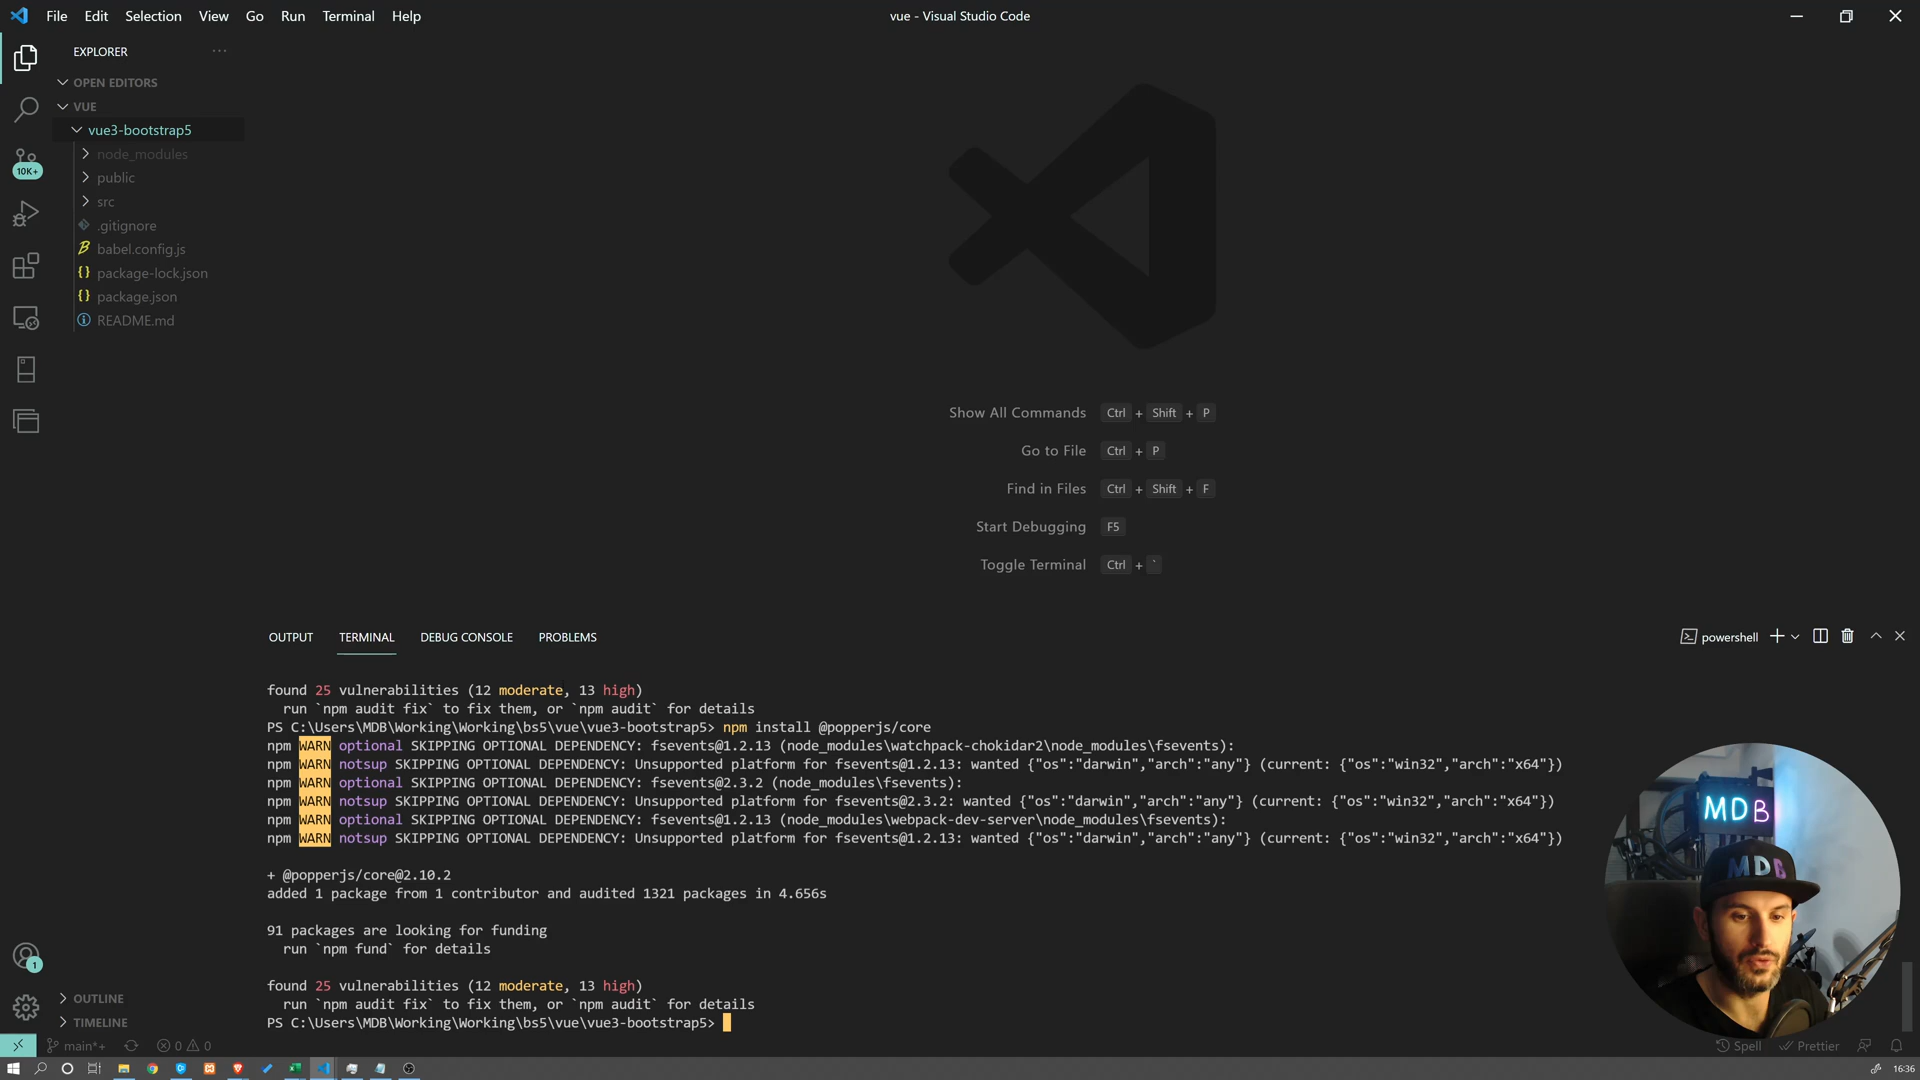 File Edit Selection View Go Run Terminal Help
vue - Visual Studio Code
EXPLORER
OPEN EDITORS
VUE
vue3-bootstrap5
node_modules
public
src
.gitignore
babel.config.js
package-lock.json
package.json
README.md
10K+
Show All Commands Ctrl + Shift + P
Go to File Ctrl + P
Find in Files Ctrl + Shift + F
Start Debugging F5
Toggle Terminal Ctrl + `
OUTPUT TERMINAL DEBUG CONSOLE PROBLEMS
powershell
found 25 vulnerabilities (12 moderate, 13 high)
run `npm audit fix` to fix them, or `npm audit` for details
PS C:\Users\MDB\Working\Working\bs5\vue\vue3-bootstrap5> npm install @popperjs/core
npm WARN optional SKIPPING OPTIONAL DEPENDENCY: fsevents@1.2.13 (node_modules\watchpack-chokidar2\node_modules\fsevents):
npm WARN notsup SKIPPING OPTIONAL DEPENDENCY: Unsupported platform for fsevents@1.2.13: wanted {"os":"darwin","arch":"any"} (current: {"os":"win32","arch":"x64"})
npm WARN optional SKIPPING OPTIONAL DEPENDENCY: fsevents@2.3.2 (node_modules\fsevents):
npm WARN notsup SKIPPING OPTIONAL DEPENDENCY: Unsupported platform for fsevents@2.3.2: wanted {"os":"darwin","arch":"any"} (current: {"os":"win32","arch":"x64"})
npm WARN optional SKIPPING OPTIONAL DEPENDENCY: fsevents@1.2.13 (node_modules\webpack-dev-server\node_modules\fsevents):
npm WARN notsup SKIPPING OPTIONAL DEPENDENCY: Unsupported platform for fsevents@1.2.13: wanted {"os":"darwin","arch":"any"} (current: {"os":"win32","arch":"x64"})
+ @popperjs/core@2.10.2
added 1 package from 1 contributor and audited 1321 packages in 4.656s
91 packages are looking for funding
run `npm fund` for details
found 25 vulnerabilities (12 moderate, 13 high)
run `npm audit fix` to fix them, or `npm audit` for details
PS C:\Users\MDB\Working\Working\bs5\vue\vue3-bootstrap5>
MDB
MDB
1
OUTLINE
TIMELINE
main*+ 0 0
Spell Prettier
16:36